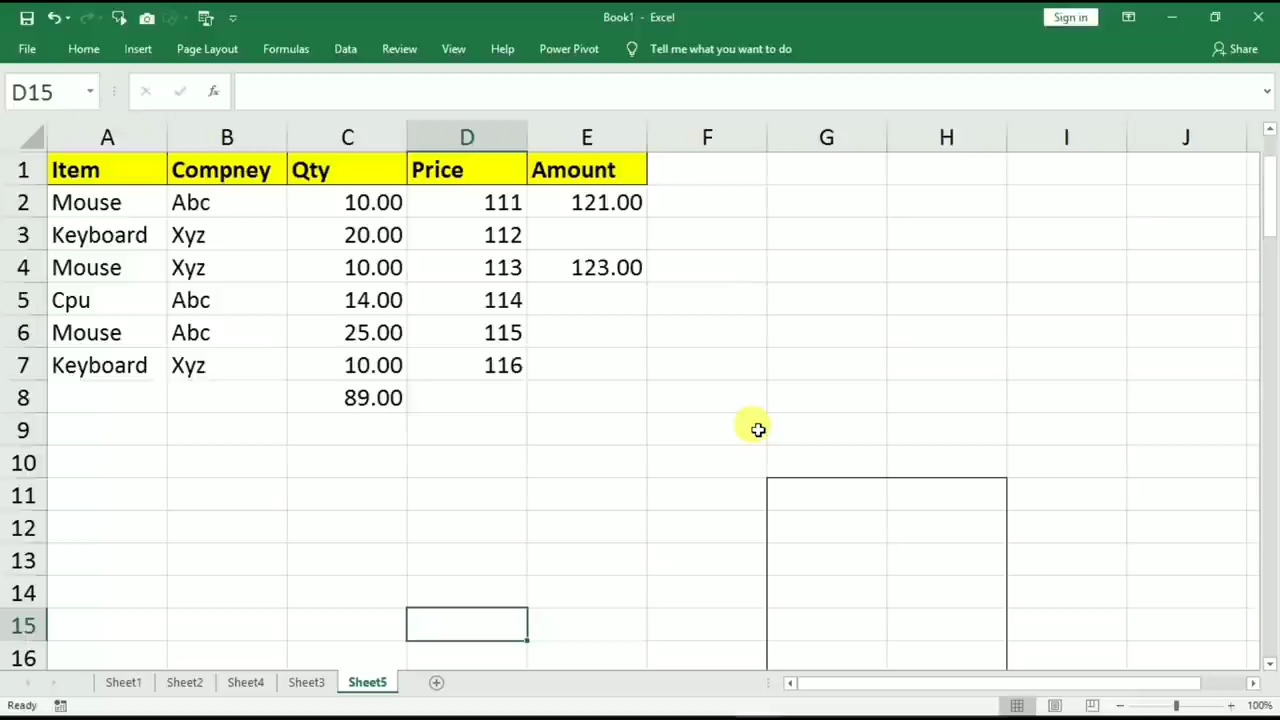 Book1 - Excel
Sign in
File Home Insert Page Layout Formulas Data Review View Help Power Pivot Tell me what you want to do Share
D15 fx
A B C D E F G H I J
1 Item Compney Qty Price Amount
2 Mouse Abc 10.00 111 121.00
3 Keyboard Xyz 20.00 112
4 Mouse Xyz 10.00 113 123.00
5 Cpu Abc 14.00 114
6 Mouse Abc 25.00 115
7 Keyboard Xyz 10.00 116
8 89.00
9
10
11
12
13
14
15
16
Sheet1 Sheet2 Sheet4 Sheet3 Sheet5
Ready 100%